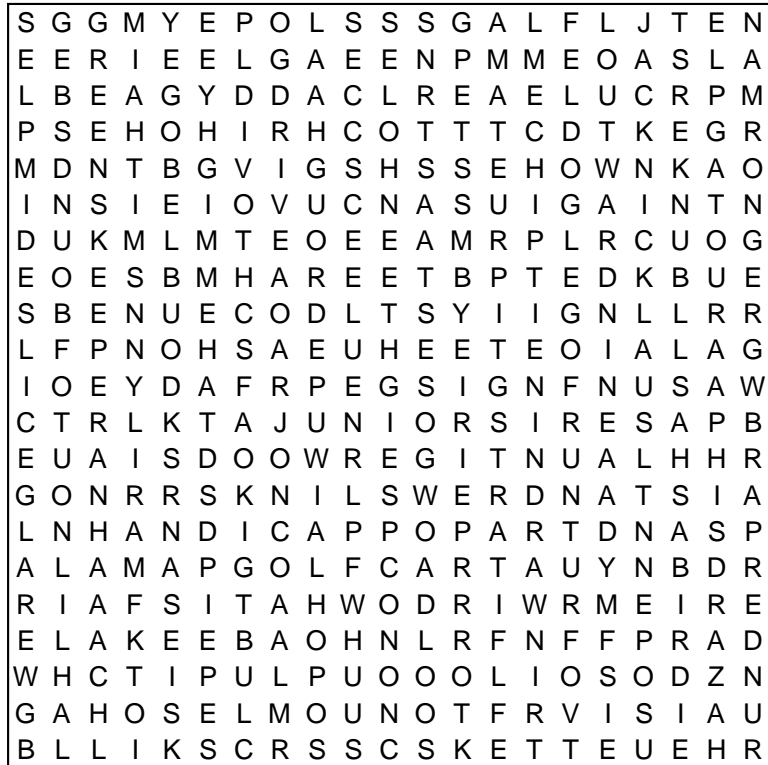 S G G M Y E P O L S S S G A L F L J T E N
E E R I E E L G A E E N P M M E O A S L A
L B E A G Y D D A C L R E A E L U C R P M
P S E H O H I R H C O T T T C D T K E G R
M D N T B G V I G S H S S E H O W N K A O
I N S I E I O V U C N A S U I G A I N T N
D U K M L M T E O E E A M R P L R C U O G
E O E S B M H A R E E T B P T E D K B U E
S B E N U E C O D L T S Y I I G N L L R R
L F P N O H S A E U H E E T E O I A L A G
I O E Y D A F R P E G S I G N F N U S A W
C T R L K T A J U N I O R S I R E S A P B
E U A I S D O O W R E G I T N U A L H H R
G O N R R S K N I L S W E R D N A T S I A
L N H A N D I C A P P O P A R T D N A S P
A L A M A P G O L F C A R T A U Y N B D R
R I A F S I T A H W O D R I W R M E I R E
E L A K E E B A O H N L R F N F F P R A D
W H C T I P U L P U O O O L I O S O D Z N
G A H O S E L M O U N O T F R V I S I A U
B L L I K S C R S S C S K E T T E U E H R